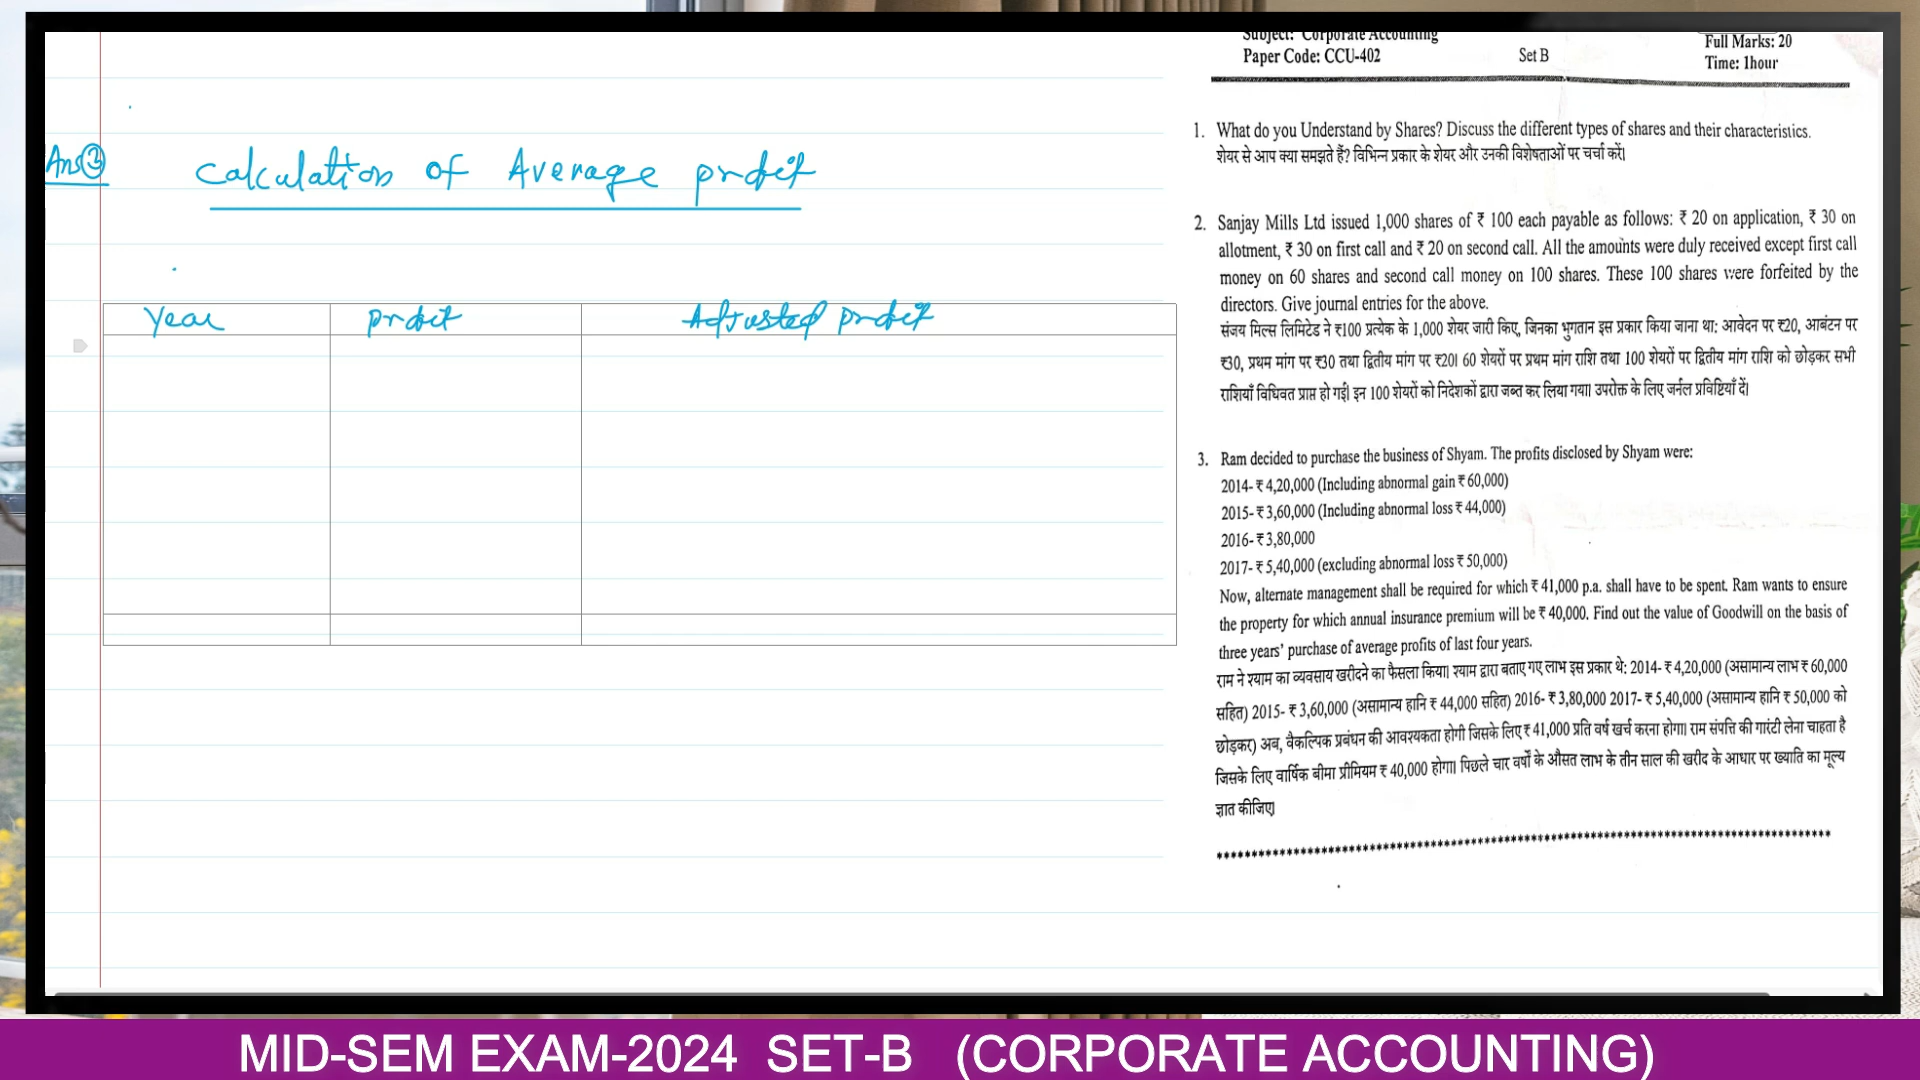 Ans 3
Calculation of Average profit
Year profit Adjusted profit
Subject: Corporate Accounting
Paper Code: CCU-402
Set B
Full Marks: 20
Time: 1hour
1. What do you Understand by Shares? Discuss the different types of shares and their characteristics.
शेयर से आप क्या समझते हैं? विभिन्न प्रकार के शेयर और उनकी विशेषताओं पर चर्चा करें।
2. Sanjay Mills Ltd issued 1,000 shares of ₹ 100 each payable as follows: ₹ 20 on application, ₹ 30 on
allotment, ₹ 30 on first call and ₹ 20 on second call. All the amounts were duly received except first call
money on 60 shares and second call money on 100 shares. These 100 shares were forfeited by the
directors. Give journal entries for the above.
संजय मिल्स लिमिटेड ने ₹100 प्रत्येक के 1,000 शेयर जारी किए, जिनका भुगतान इस प्रकार किया जाना था: आवेदन पर ₹20, आबंटन पर
₹30, प्रथम मांग पर ₹30 तथा द्वितीय मांग पर ₹20। 60 शेयरों पर प्रथम मांग राशि तथा 100 शेयरों पर द्वितीय मांग राशि को छोड़कर सभी
राशियाँ विधिवत प्राप्त हो गईं। इन 100 शेयरों को निदेशकों द्वारा जब्त कर लिया गया। उपरोक्त के लिए जर्नल प्रविष्टियाँ दें।
3. Ram decided to purchase the business of Shyam. The profits disclosed by Shyam were:
2014- ₹ 4,20,000 (Including abnormal gain ₹ 60,000)
2015- ₹ 3,60,000 (Including abnormal loss ₹ 44,000)
2016- ₹ 3,80,000
2017- ₹ 5,40,000 (excluding abnormal loss ₹ 50,000)
Now, alternate management shall be required for which ₹ 41,000 p.a. shall have to be spent. Ram wants to ensure
the property for which annual insurance premium will be ₹ 40,000. Find out the value of Goodwill on the basis of
three years' purchase of average profits of last four years.
राम ने श्याम का व्यवसाय खरीदने का फैसला किया। श्याम द्वारा बताए गए लाभ इस प्रकार थे: 2014- ₹ 4,20,000 (असामान्य लाभ ₹ 60,000
सहित) 2015- ₹ 3,60,000 (असामान्य हानि ₹ 44,000 सहित) 2016- ₹ 3,80,000 2017- ₹ 5,40,000 (असामान्य हानि ₹ 50,000 को
छोड़कर) अब, वैकल्पिक प्रबंधन की आवश्यकता होगी जिसके लिए ₹ 41,000 प्रति वर्ष खर्च करना होगा। राम संपत्ति की गारंटी लेना चाहता है
जिसके लिए वार्षिक बीमा प्रीमियम ₹ 40,000 होगा। पिछले चार वर्षों के औसत लाभ के तीन साल की खरीद के आधार पर ख्याति का मूल्य
ज्ञात कीजिए।
MID-SEM EXAM-2024 SET-B (CORPORATE ACCOUNTING)